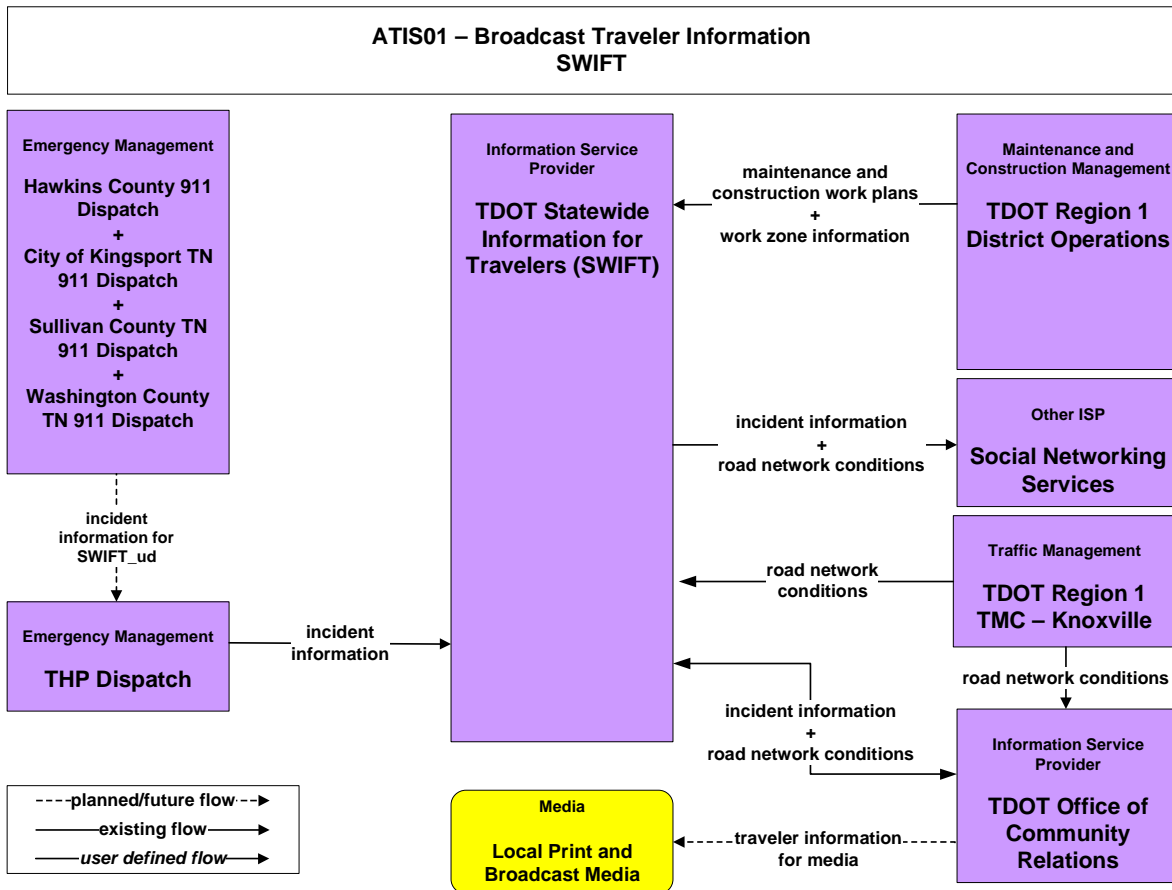 ATIS01 – Broadcast Traveler Information
SWIFT
Emergency Management
Hawkins County 911
Dispatch
+
City of Kingsport TN
911 Dispatch
+
Sullivan County TN
911 Dispatch
+
Washington County
TN 911 Dispatch
incident
information for
SWIFT_ud
Emergency Management
THP Dispatch
incident
information
Information Service
Provider
TDOT Statewide
Information for
Travelers (SWIFT)
maintenance and
construction work plans
+
work zone information
Maintenance and
Construction Management
TDOT Region 1
District Operations
incident information
+
road network conditions
Other ISP
Social Networking
Services
road network
conditions
Traffic Management
TDOT Region 1
TMC – Knoxville
road network conditions
incident information
+
road network conditions
Information Service
Provider
TDOT Office of
Community
Relations
traveler information
for media
Media
Local Print and
Broadcast Media
planned/future flow
existing flow
user defined flow